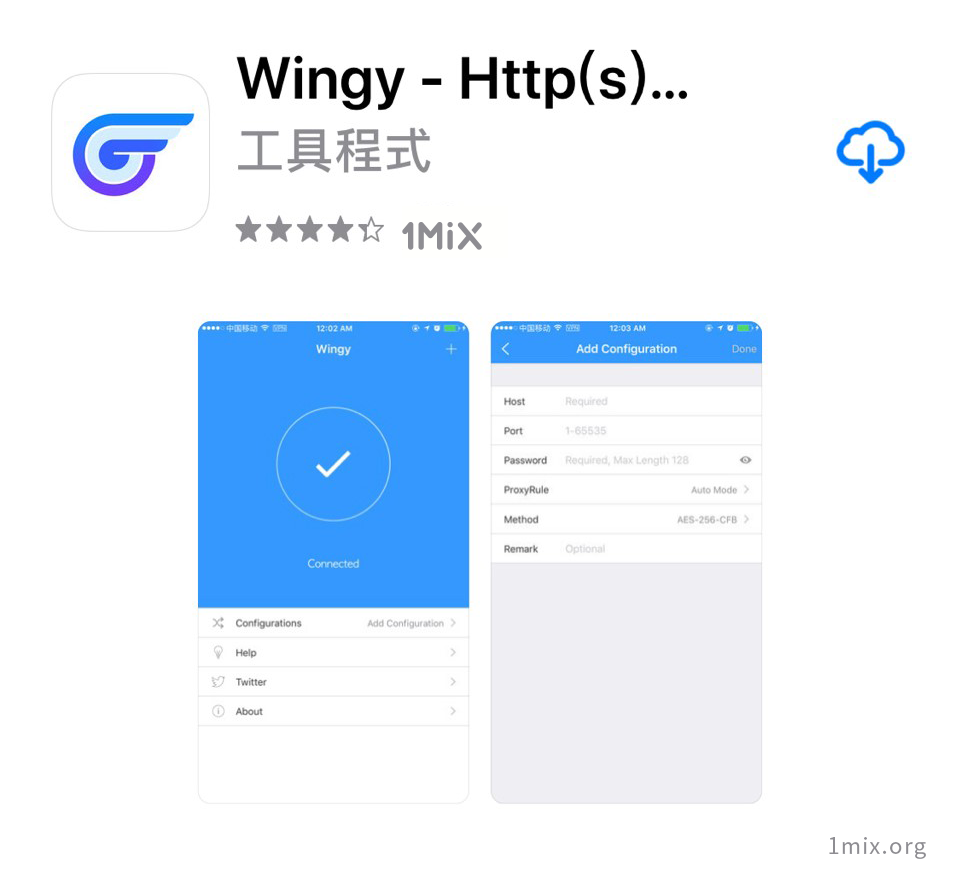 Wingy - Http(s)...
工具程式
1MiX
中国移动 VPN 12:02 AM
Wingy
Connected
Configurations Add Configuration
Help
Twitter
About
中国移动 VPN 12:03 AM
Add Configuration Done
Host Required
Port 1-65535
Password Required, Max Length 128
ProxyRule Auto Mode
Method AES-256-CFB
Remark Optional
1mix.org